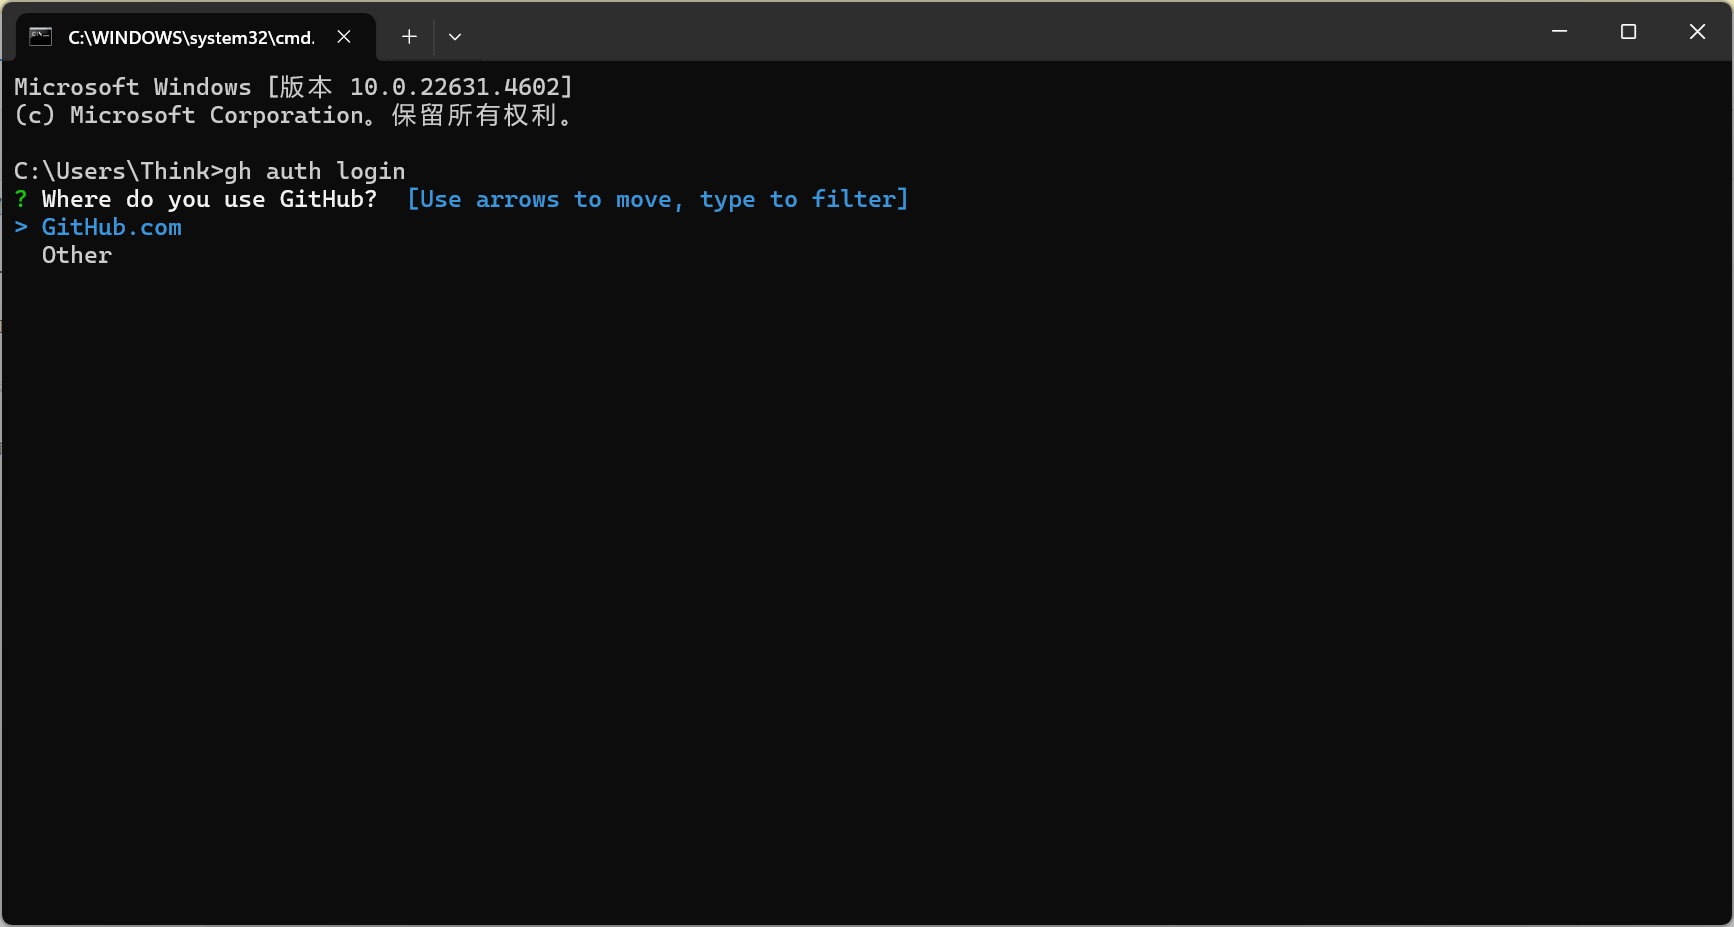 C:\WINDOWS\system32\cmd.
Microsoft Windows [版本 10.0.22631.4602]
(c) Microsoft Corporation。保留所有权利。
C:\Users\Think>gh auth login
? Where do you use GitHub?  [Use arrows to move, type to filter]
> GitHub.com
  Other